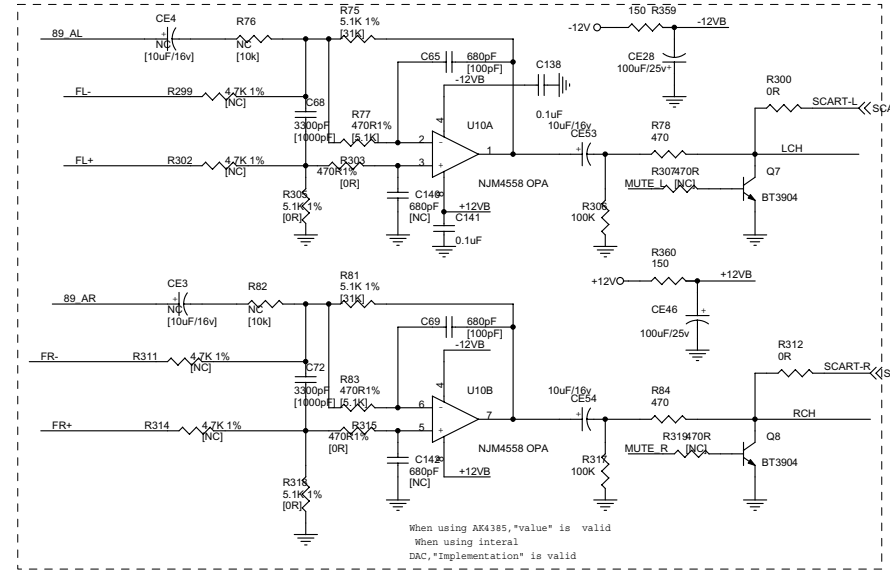 CE4
89_AL
+
NC
[10uF/16v]
R76
NC
[10k]
R75
5.1K 1%
[31K]
-12V
150 R359
-12VB
CE28
100uF/25v+
C65
680pF
[100pF]
-12VB
C138
0.1uF
FL-
R299
4.7K 1%
[NC]
C68
3300pF
[1000pF]
R77
470R1%
[5.1K]
4
U10A
2
-
3
+
1
8
NJM4558 OPA
10uF/16v
CE53
+
R78
470
R300
0R
SCART-L
LCH
FL+
R302
4.7K 1%
[NC]
R303
470R1%
[0R]
R305
5.1K 1%
[0R]
C140
680pF
[NC]
+12VB
C141
0.1uF
R306
100K
R307
470R
[NC]
MUTE_L
Q7
BT3904
+12V
R360
150
+12VB
CE46
+
100uF/25v
CE3
89_AR
+
NC
[10uF/16v]
R82
NC
[10k]
R81
5.1K 1%
[31K]
C69
680pF
[100pF]
-12VB
FR-
R311
4.7K 1%
[NC]
C72
3300pF
[1000pF]
R83
470R1%
[5.1K]
4
U10B
6
-
5
+
7
8
NJM4558 OPA
10uF/16v
CE54
+
R84
470
R312
0R
SCART-R
RCH
FR+
R314
4.7K 1%
[NC]
R315
470R1%
[0R]
R318
5.1K 1%
[0R]
C142
680pF
[NC]
+12VB
R317
100K
R319
470R
[NC]
MUTE_R
Q8
BT3904
When using AK4385,"value" is valid
When using interal
DAC,"Implementation" is valid